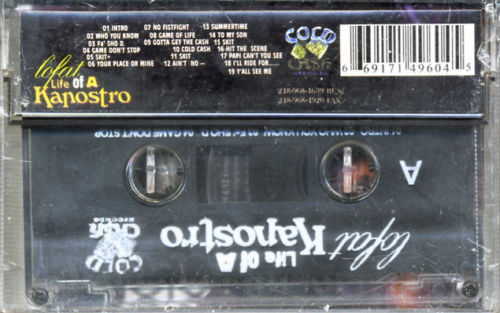 01 INTRO
02 WHO YOU KNOW
03 FA' SHO D.
04 GAME DON'T STOP
05 SKIT+
06 YOUR PLACE OR MINE
07 NO FISTFIGHT
08 GAME OF LIFE
09 GOTTA GET THE CASH
10 COLD CASH
11 SKIT
12 AIN'T NO –
13 SUMMERTIME
14 TO MY SON
15 SKIT
16 HIT THE SCENE
17 PAPI CAN'T YOU SEE
18 I'LL RIDE FOR.....
19 Y'ALL SEE ME
lofat
Life Of A
Kapostro
COLD
CASH
6 69171 49604 5
A
lofat
Life Of A
Kapostro
COLD
CASH
RECORDS